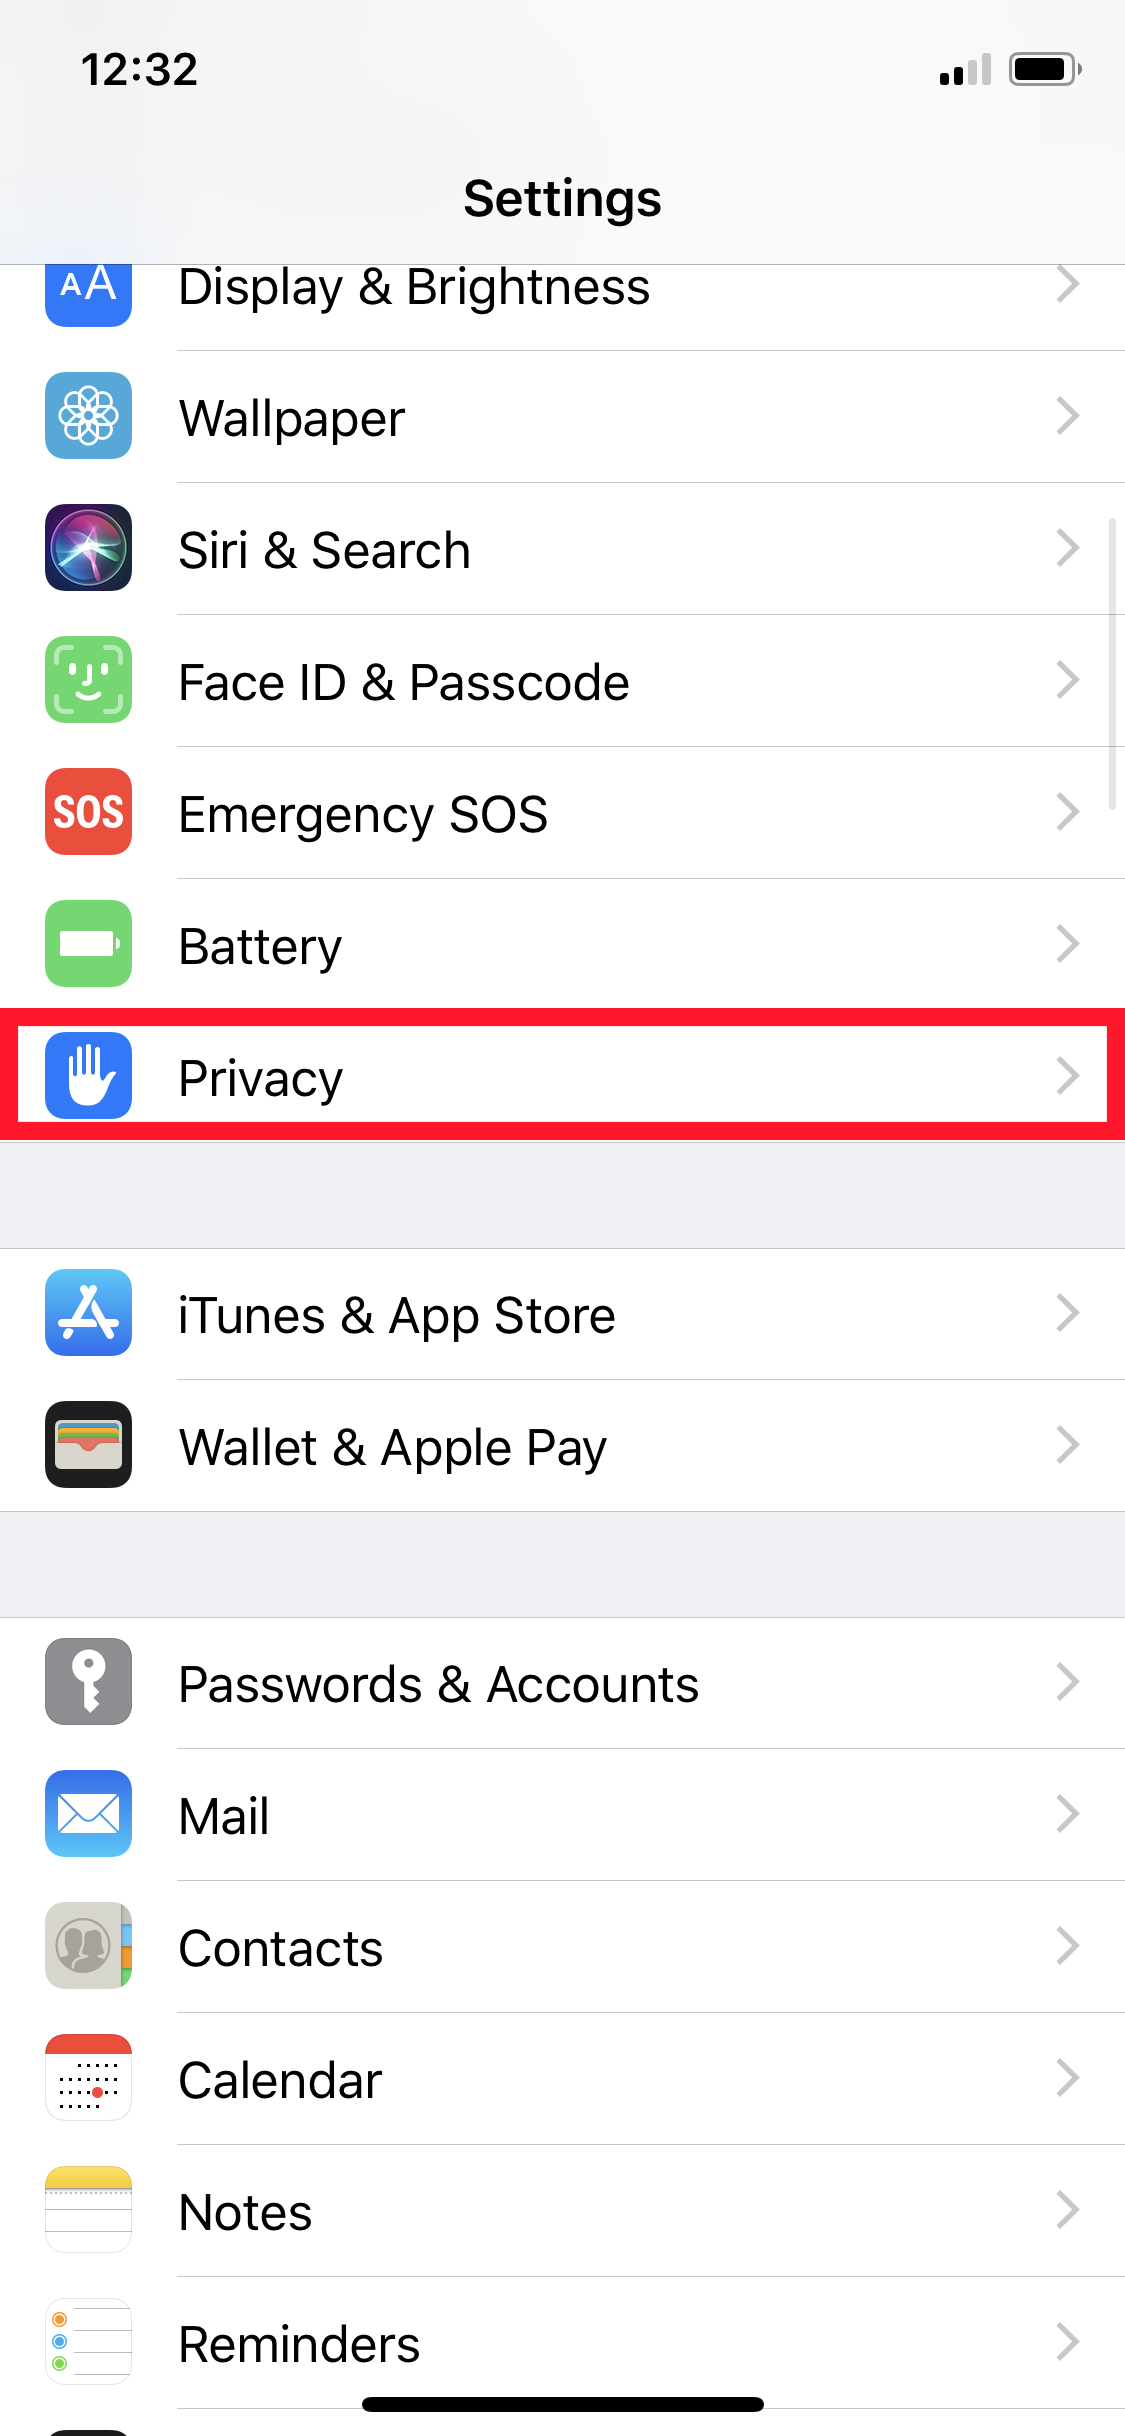 12:32
Settings
AA Display & Brightness
Wallpaper
Siri & Search
Face ID & Passcode
SOS Emergency SOS
Battery
Privacy
iTunes & App Store
Wallet & Apple Pay
Passwords & Accounts
Mail
Contacts
Calendar
Notes
Reminders